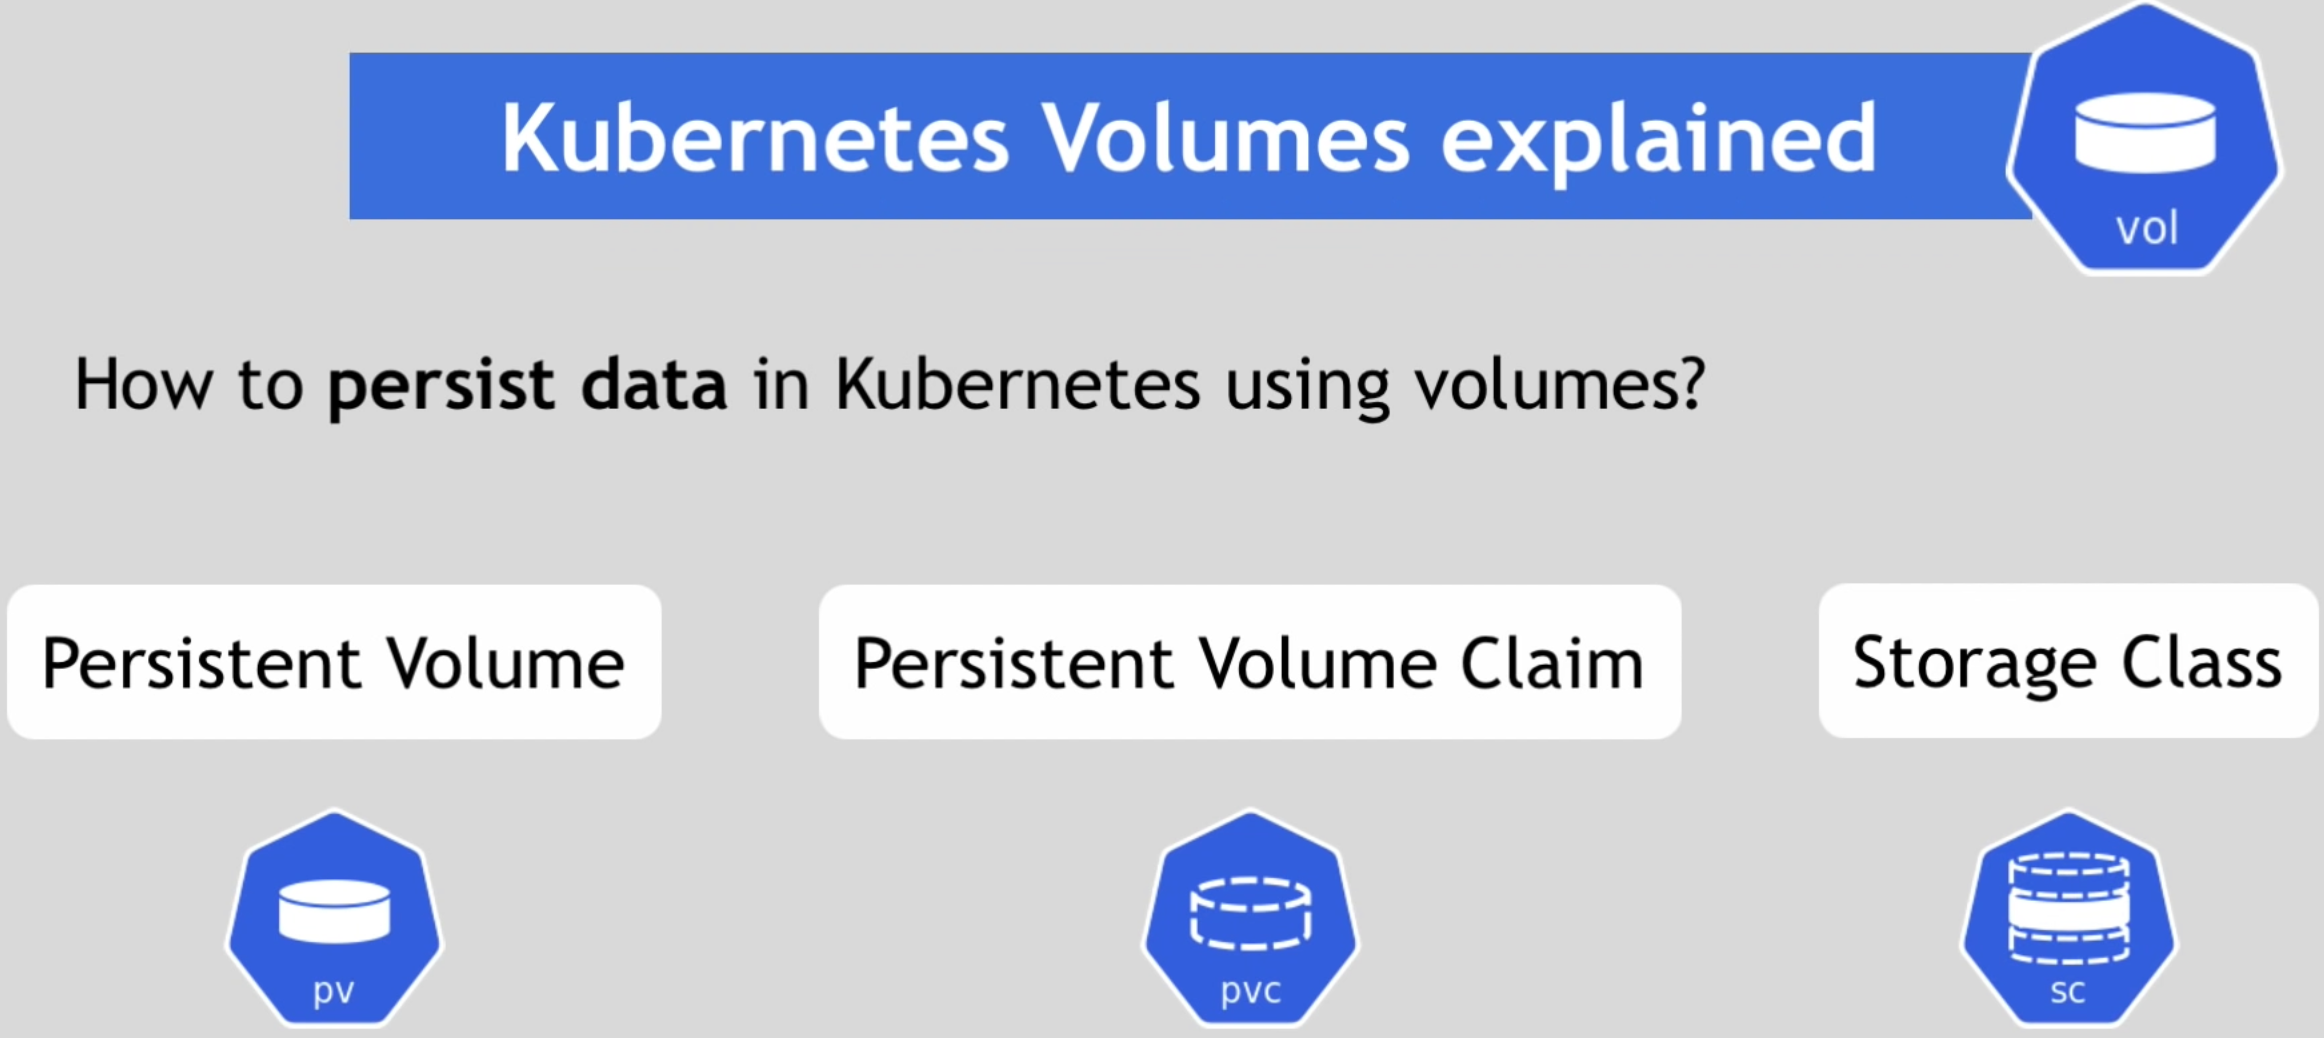 Kubernetes Volumes explained
vol
How to persist data in Kubernetes using volumes?
Persistent Volume
Persistent Volume Claim
Storage Class
pv
pvc
sc